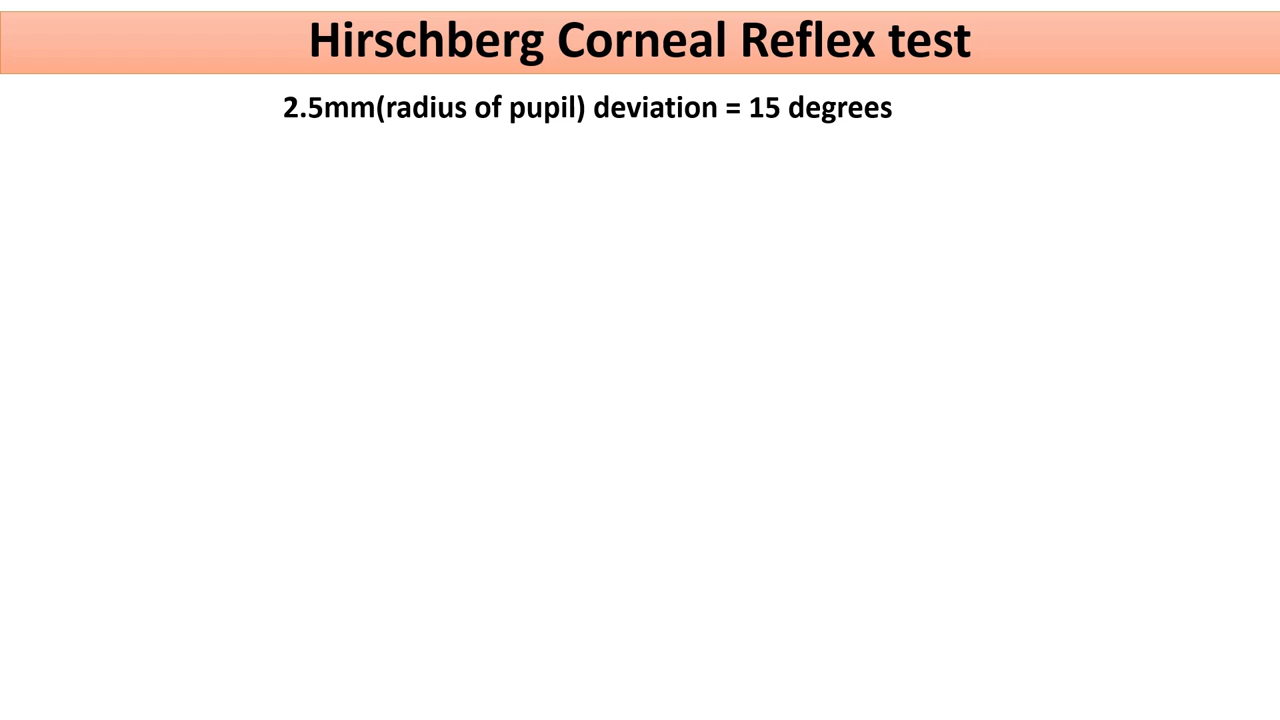 Hirschberg Corneal Reflex test
2.5mm(radius of pupil) deviation = 15 degrees